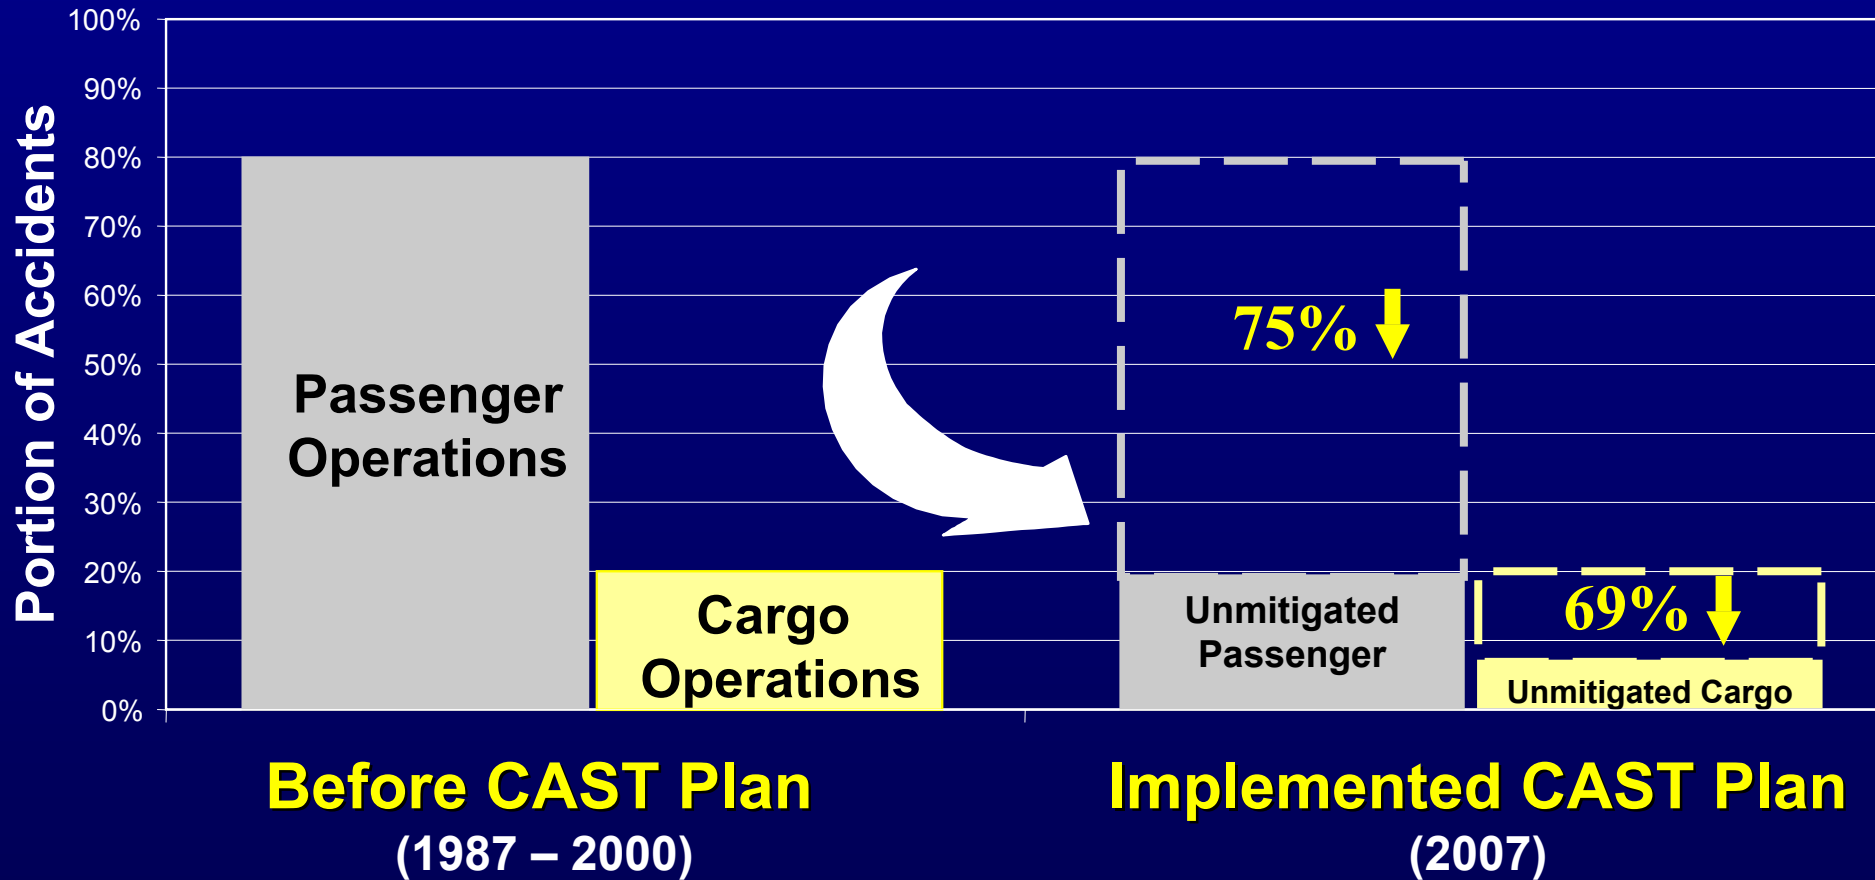 Portion of Accidents
100%
90%
80%
70%
60%
50%
40%
30%
20%
10%
0%
Passenger
Operations
Cargo
Operations
75%
69%
Unmitigated
Passenger
Unmitigated Cargo
Before CAST Plan
(1987 – 2000)
Implemented CAST Plan
(2007)